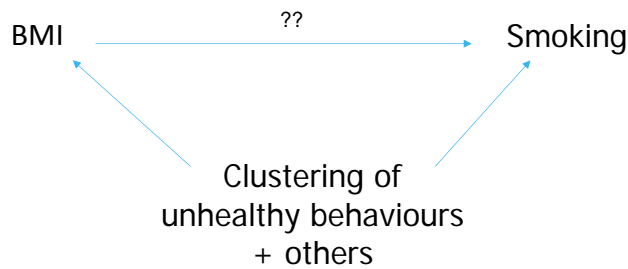 ??
BMI
Smoking
Clustering of
unhealthy behaviours
+ others